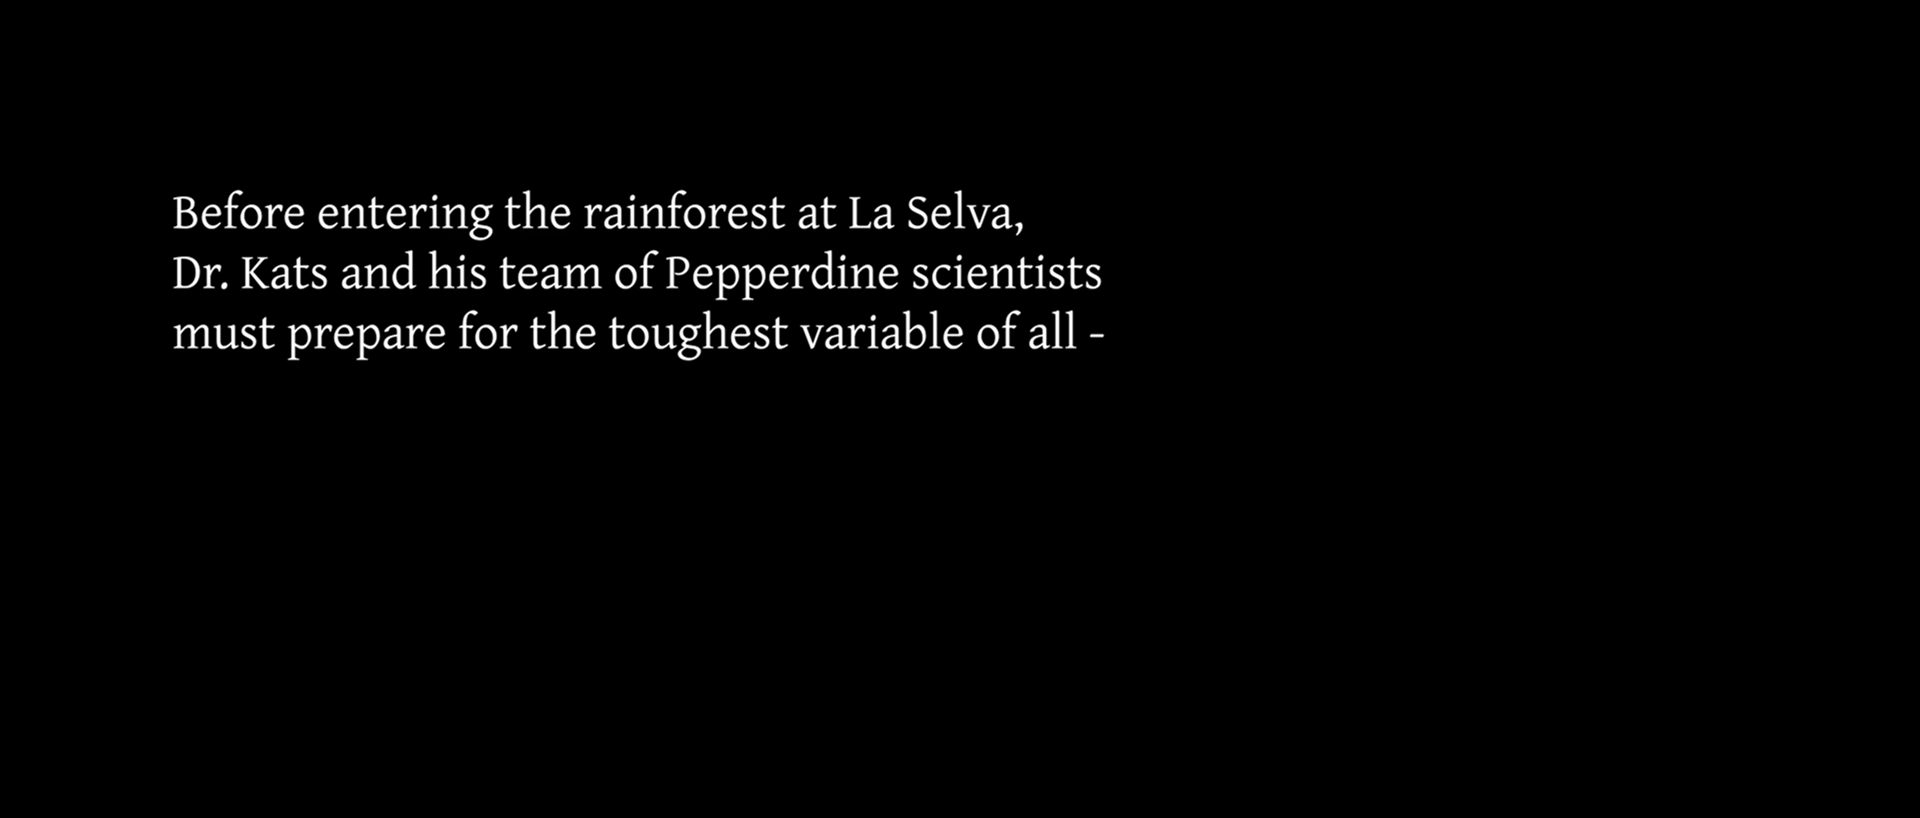 Before entering the rainforest at La Selva,
Dr. Kats and his team of Pepperdine scientists
must prepare for the toughest variable of all -